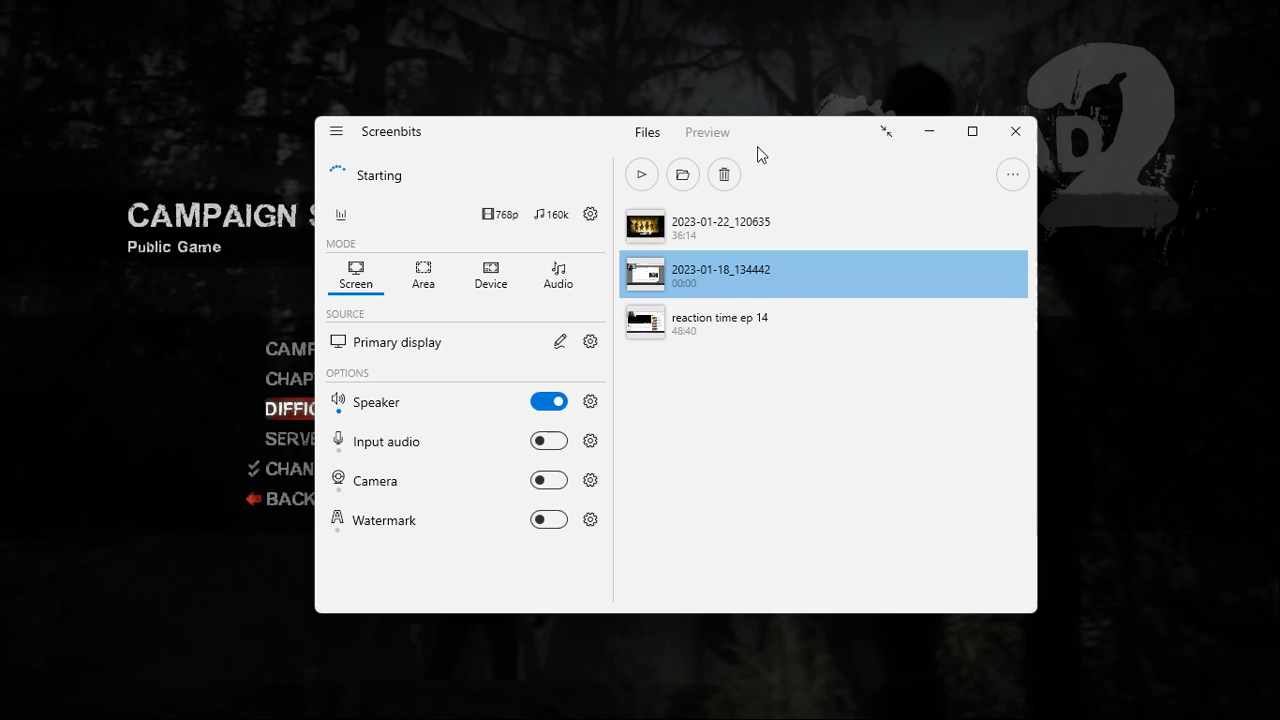 Screenbits
Files Preview
Starting
768p 160k
MODE
Screen Area Device Audio
SOURCE
Primary display
OPTIONS
Speaker
Input audio
Camera
Watermark
2023-01-22_120635
36:14
2023-01-18_134442
00:00
reaction time ep 14
48:40
CAMPAIGN
Public Game
CAMP
CHAP
DIFFIC
SERVE
CHAN
BACK
D2